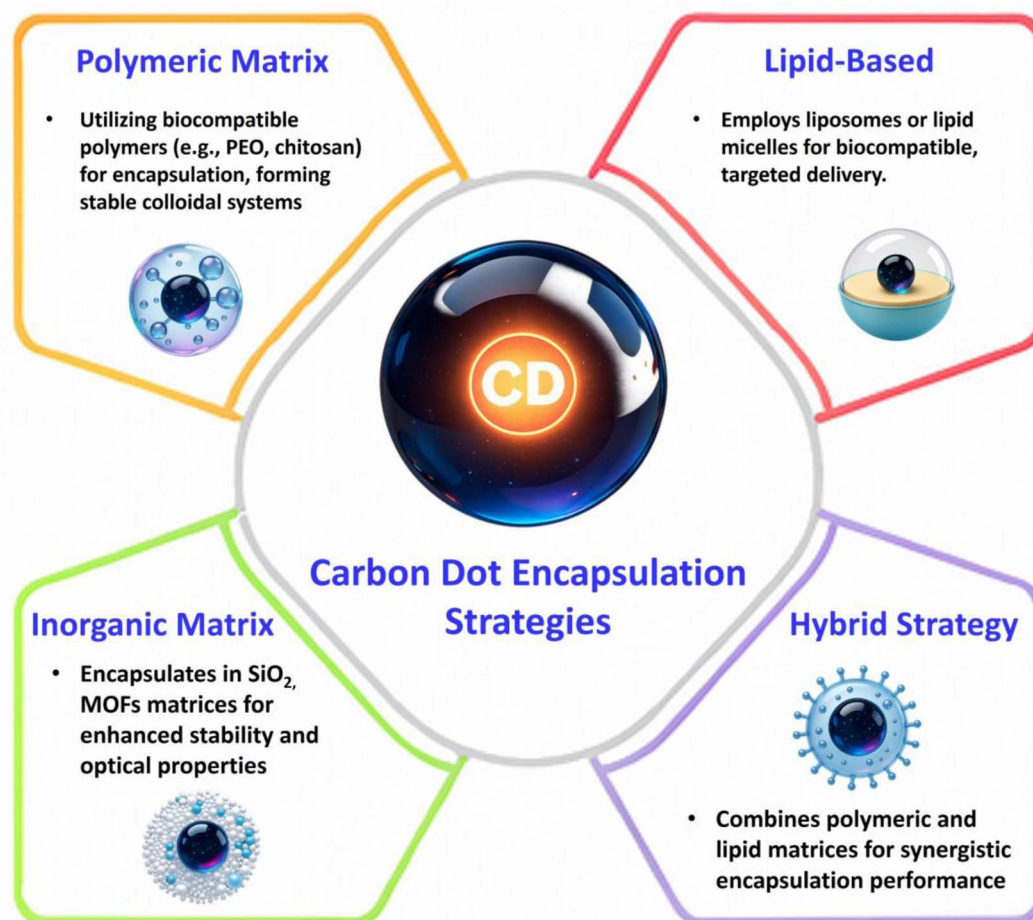 Polymeric Matrix
• Utilizing biocompatible
polymers (e.g., PEO, chitosan)
for encapsulation, forming
stable colloidal systems
Lipid-Based
• Employs liposomes or lipid
micelles for biocompatible,
targeted delivery.
CD
Carbon Dot Encapsulation
Strategies
Inorganic Matrix
• Encapsulates in SiO₂,
MOFs matrices for
enhanced stability and
optical properties
Hybrid Strategy
• Combines polymeric and
lipid matrices for synergistic
encapsulation performance